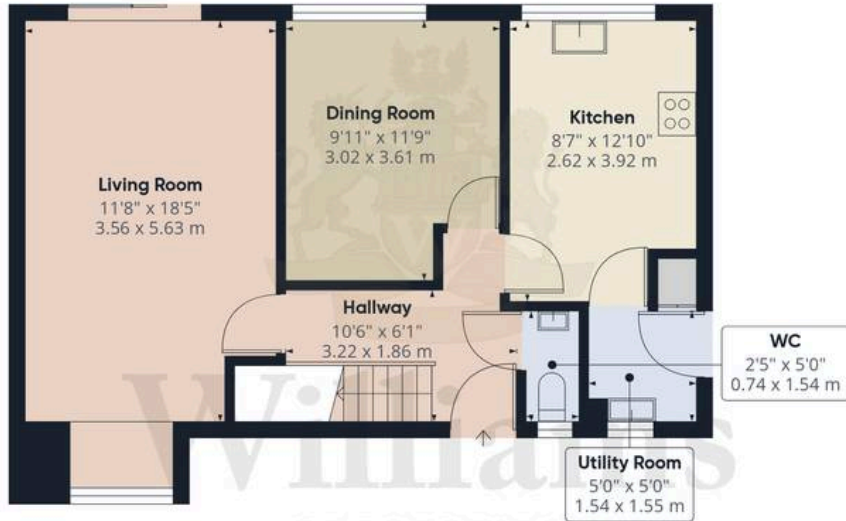 Living Room
11'8" x 18'5"
3.56 x 5.63 m
Dining Room
9'11" x 11'9"
3.02 x 3.61 m
Kitchen
8'7" x 12'10"
2.62 x 3.92 m
Hallway
10'6" x 6'1"
3.22 x 1.86 m
WC
2'5" x 5'0"
0.74 x 1.54 m
Utility Room
5'0" x 5'0"
1.54 x 1.55 m
Williams